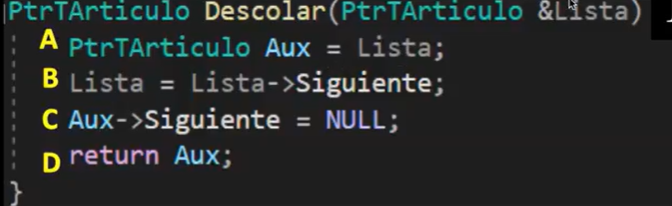 PtrTArticulo Descolar(PtrTArticulo &Lista)
A PtrTArticulo Aux = Lista;
B Lista = Lista->Siguiente;
C Aux->Siguiente = NULL;
D return Aux;
}